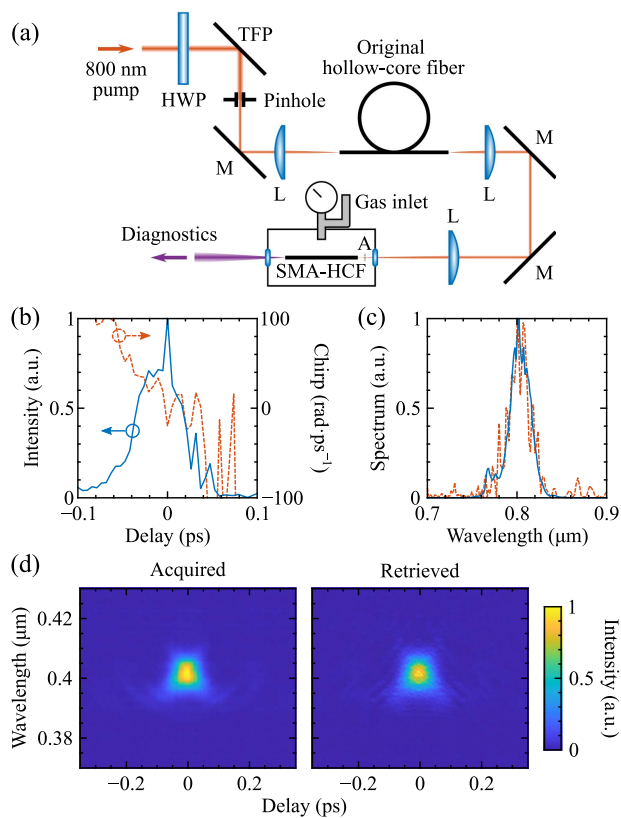 (a)
TFP
800 nm
pump
HWP
Pinhole
M
L
Original
hollow-core fiber
L
M
Gas inlet
L
M
Diagnostics
A
SMA-HCF
(b)
1
0.5
0
Intensity (a.u.)
100
0
−100
Chirp (rad·ps⁻¹)
−0.1
0
0.1
Delay (ps)
(c)
1
0.5
0
Spectrum (a.u.)
0.7
0.8
0.9
Wavelength (μm)
(d)
Acquired
Retrieved
0.42
0.4
0.38
Wavelength (μm)
−0.2
0
0.2
−0.2
0
0.2
Delay (ps)
1
0.5
0
Intensity (a.u.)